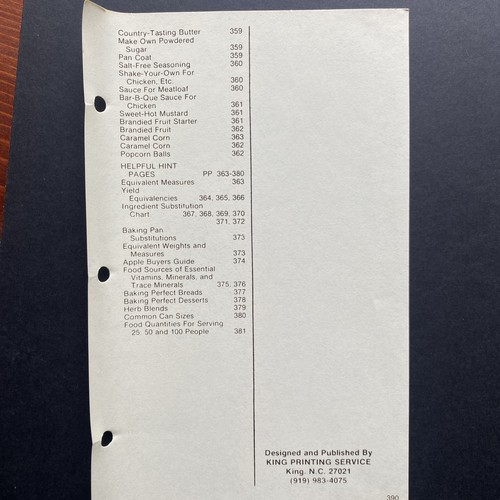 Country-Tasting Butter 359
Make Own Powdered
Sugar 359
Pan Coat 359
Salt-Free Seasoning 360
Shake-Your-Own For
Chicken, Etc. 360
Sauce For Meatloaf 360
Bar-B-Que Sauce For
Chicken 361
Sweet-Hot Mustard 361
Brandied Fruit Starter 361
Brandied Fruit 362
Caramel Corn 363
Caramel Corn 362
Popcorn Balls 362
HELPFUL HINT
PAGES PP. 363-380
Equivalent Measures 363
Yield
Equivalencies 364, 365, 366
Ingredient Substitution
Chart 367, 368, 369, 370
371, 372
Baking Pan
Substitutions 373
Equivalent Weights and
Measures 373
Apple Buyers Guide 374
Food Sources of Essential
Vitamins, Minerals, and
Trace Minerals 375, 376
Baking Perfect Breads 377
Baking Perfect Desserts 378
Herb Blends 379
Common Can Sizes 380
Food Quantities For Serving
25, 50 and 100 People 381
Designed and Published By
KING PRINTING SERVICE
King, N.C. 27021
(919) 983-4075
390